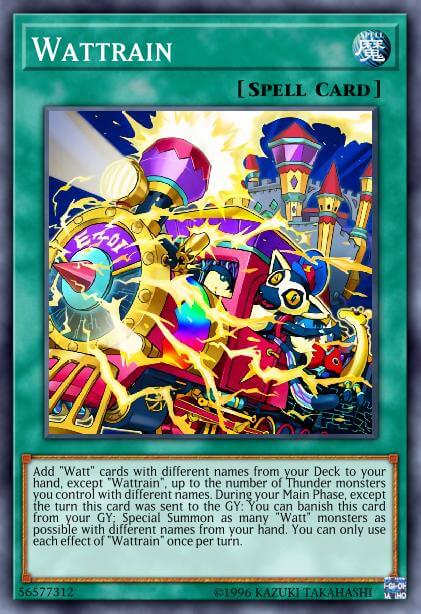 WATTRAIN
SPELL
魔
[SPELL CARD]
Add "Watt" cards with different names from your Deck to your
hand, except "Wattrain", up to the number of Thunder monsters
you control with different names. During your Main Phase, except
the turn this card was sent to the GY: You can banish this card
from your GY; Special Summon as many "Watt" monsters as
possible with different names from your hand. You can only use
each effect of "Wattrain" once per turn.
56577312
©1996 KAZUKI TAKAHASHI